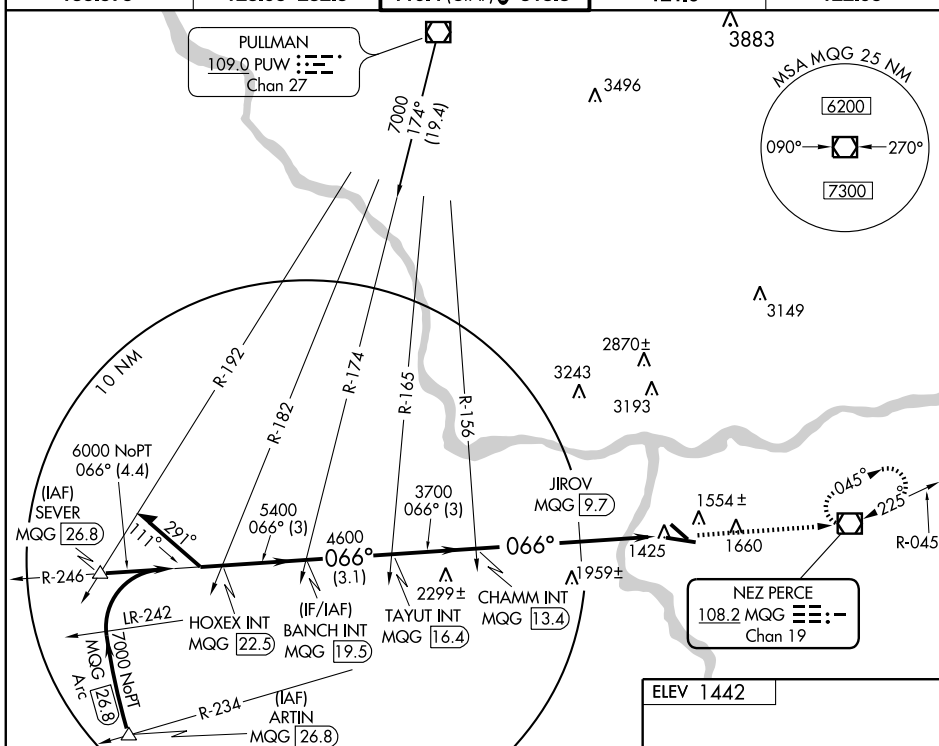 PULLMAN
109.0 PUW
Chan 27
7000
174°
(19.4)
3883
3496
MSA MQG 25 NM
6200
090°
270°
7300
3149
2870±
3243
3193
10 NM
R-192
R-182
R-174
R-165
R-156
6000 NoPT
066° (4.4)
(IAF)
SEVER
MQG 26.8
R-246
111°
291°
5400
066° (3)
4600
066°
(3.1)
3700
066° (3)
066°
JIROV
MQG 9.7
1425
1554±
1660
045°
225°
R-045
LR-242
HOXEX INT
MQG 22.5
(IF/IAF)
BANCH INT
MQG 19.5
2299±
TAYUT INT
MQG 16.4
CHAMM INT
MQG 13.4
1959±
NEZ PERCE
108.2 MQG
Chan 19
7000 NoPT
MQG 26.8
Arc
R-234
(IAF)
ARTIN
MQG 26.8
ELEV 1442